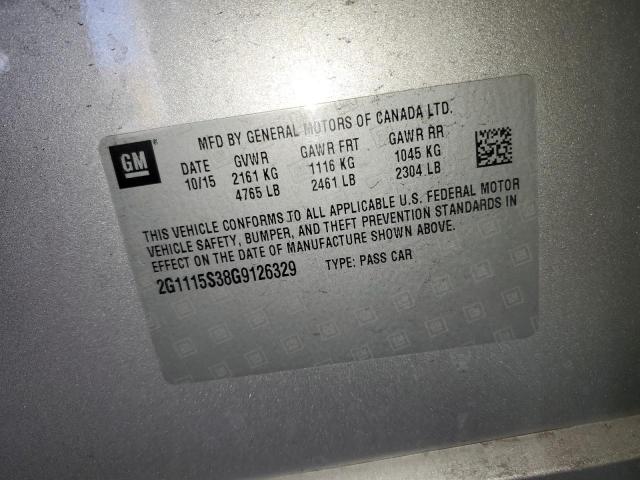 MFD BY GENERAL MOTORS OF CANADA LTD.
GM ®
DATE GVWR GAWR FRT GAWR RR
10/15 2161 KG 1116 KG 1045 KG
4765 LB 2461 LB 2304 LB
THIS VEHICLE CONFORMS TO ALL APPLICABLE U.S. FEDERAL MOTOR
VEHICLE SAFETY, BUMPER, AND THEFT PREVENTION STANDARDS IN
EFFECT ON THE DATE OF MANUFACTURE SHOWN ABOVE.
2G1115S38G9126329 TYPE: PASS CAR